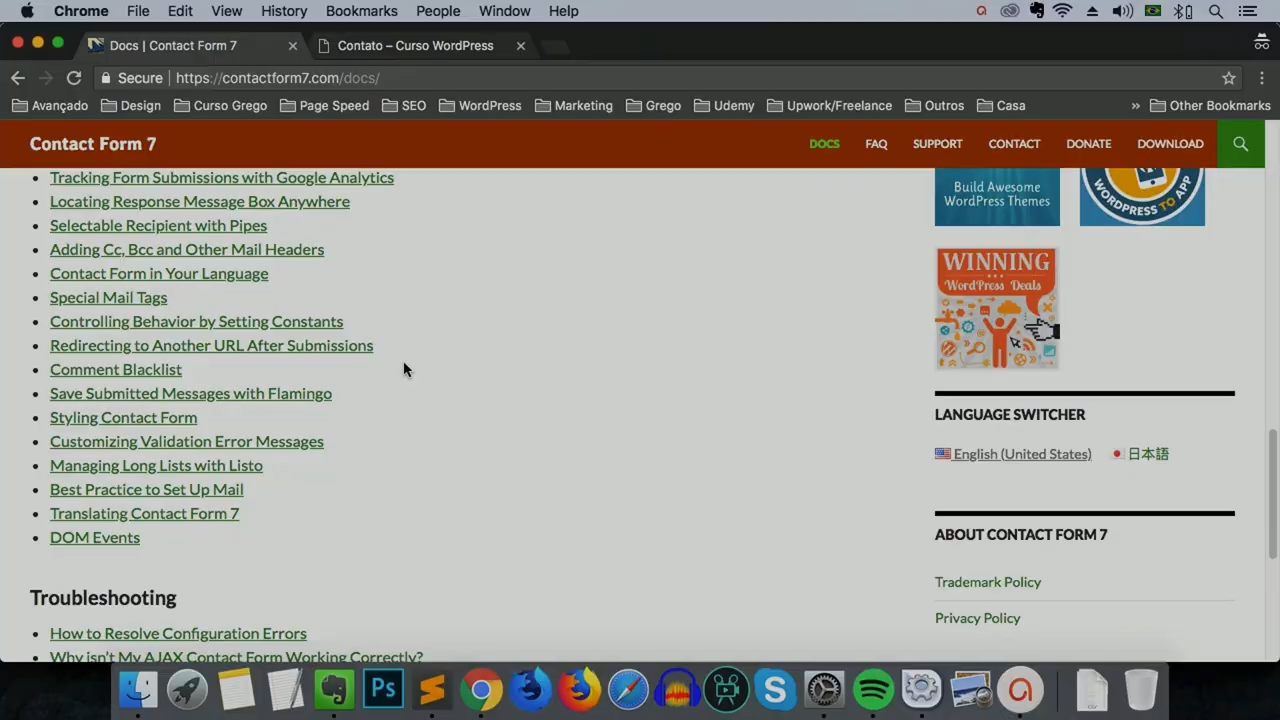 Chrome File Edit View History Bookmarks People Window Help
Docs | Contact Form 7
Contato – Curso WordPress
Secure https://contactform7.com/docs/
Avançado Design Curso Grego Page Speed SEO WordPress Marketing Grego Udemy Upwork/Freelance Outros Casa » Other Bookmarks
Contact Form 7
DOCS FAQ SUPPORT CONTACT DONATE DOWNLOAD
Tracking Form Submissions with Google Analytics
Locating Response Message Box Anywhere
Selectable Recipient with Pipes
Adding Cc, Bcc and Other Mail Headers
Contact Form in Your Language
Special Mail Tags
Controlling Behavior by Setting Constants
Redirecting to Another URL After Submissions
Comment Blacklist
Save Submitted Messages with Flamingo
Styling Contact Form
Customizing Validation Error Messages
Managing Long Lists with Listo
Best Practice to Set Up Mail
Translating Contact Form 7
DOM Events
Troubleshooting
How to Resolve Configuration Errors
Why isn't My AJAX Contact Form Working Correctly?
Build Awesome
WordPress Themes
WORDPRESS TO APP
WINNING
WordPress Deals
LANGUAGE SWITCHER
English (United States) 日本語
ABOUT CONTACT FORM 7
Trademark Policy
Privacy Policy
Ps